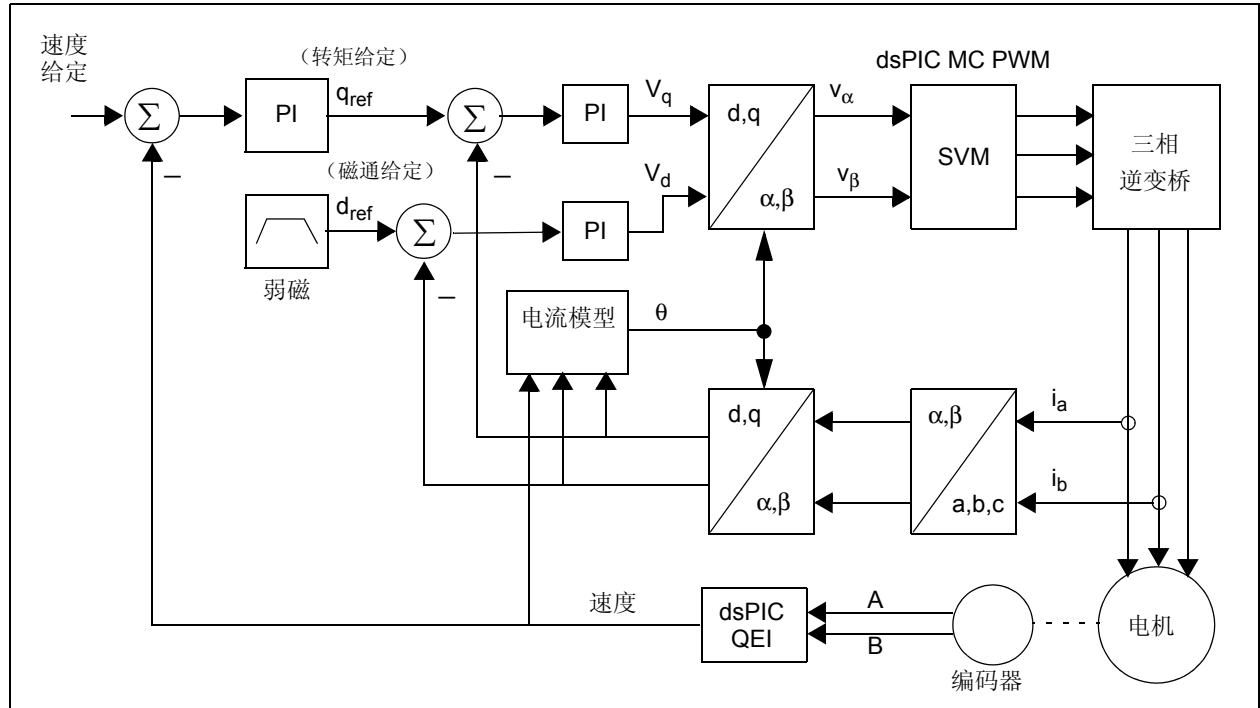 速度
给定
Σ
−
（转矩给定）
PI
qref
Σ
−
PI
Vq
d,q
α,β
vα
vβ
dsPIC MC PWM
SVM
三相
逆变桥
（磁通给定）
dref
弱磁
Σ
−
PI
Vd
电流模型
θ
d,q
α,β
α,β
a,b,c
ia
ib
速度
dsPIC
QEI
A
B
编码器
电机